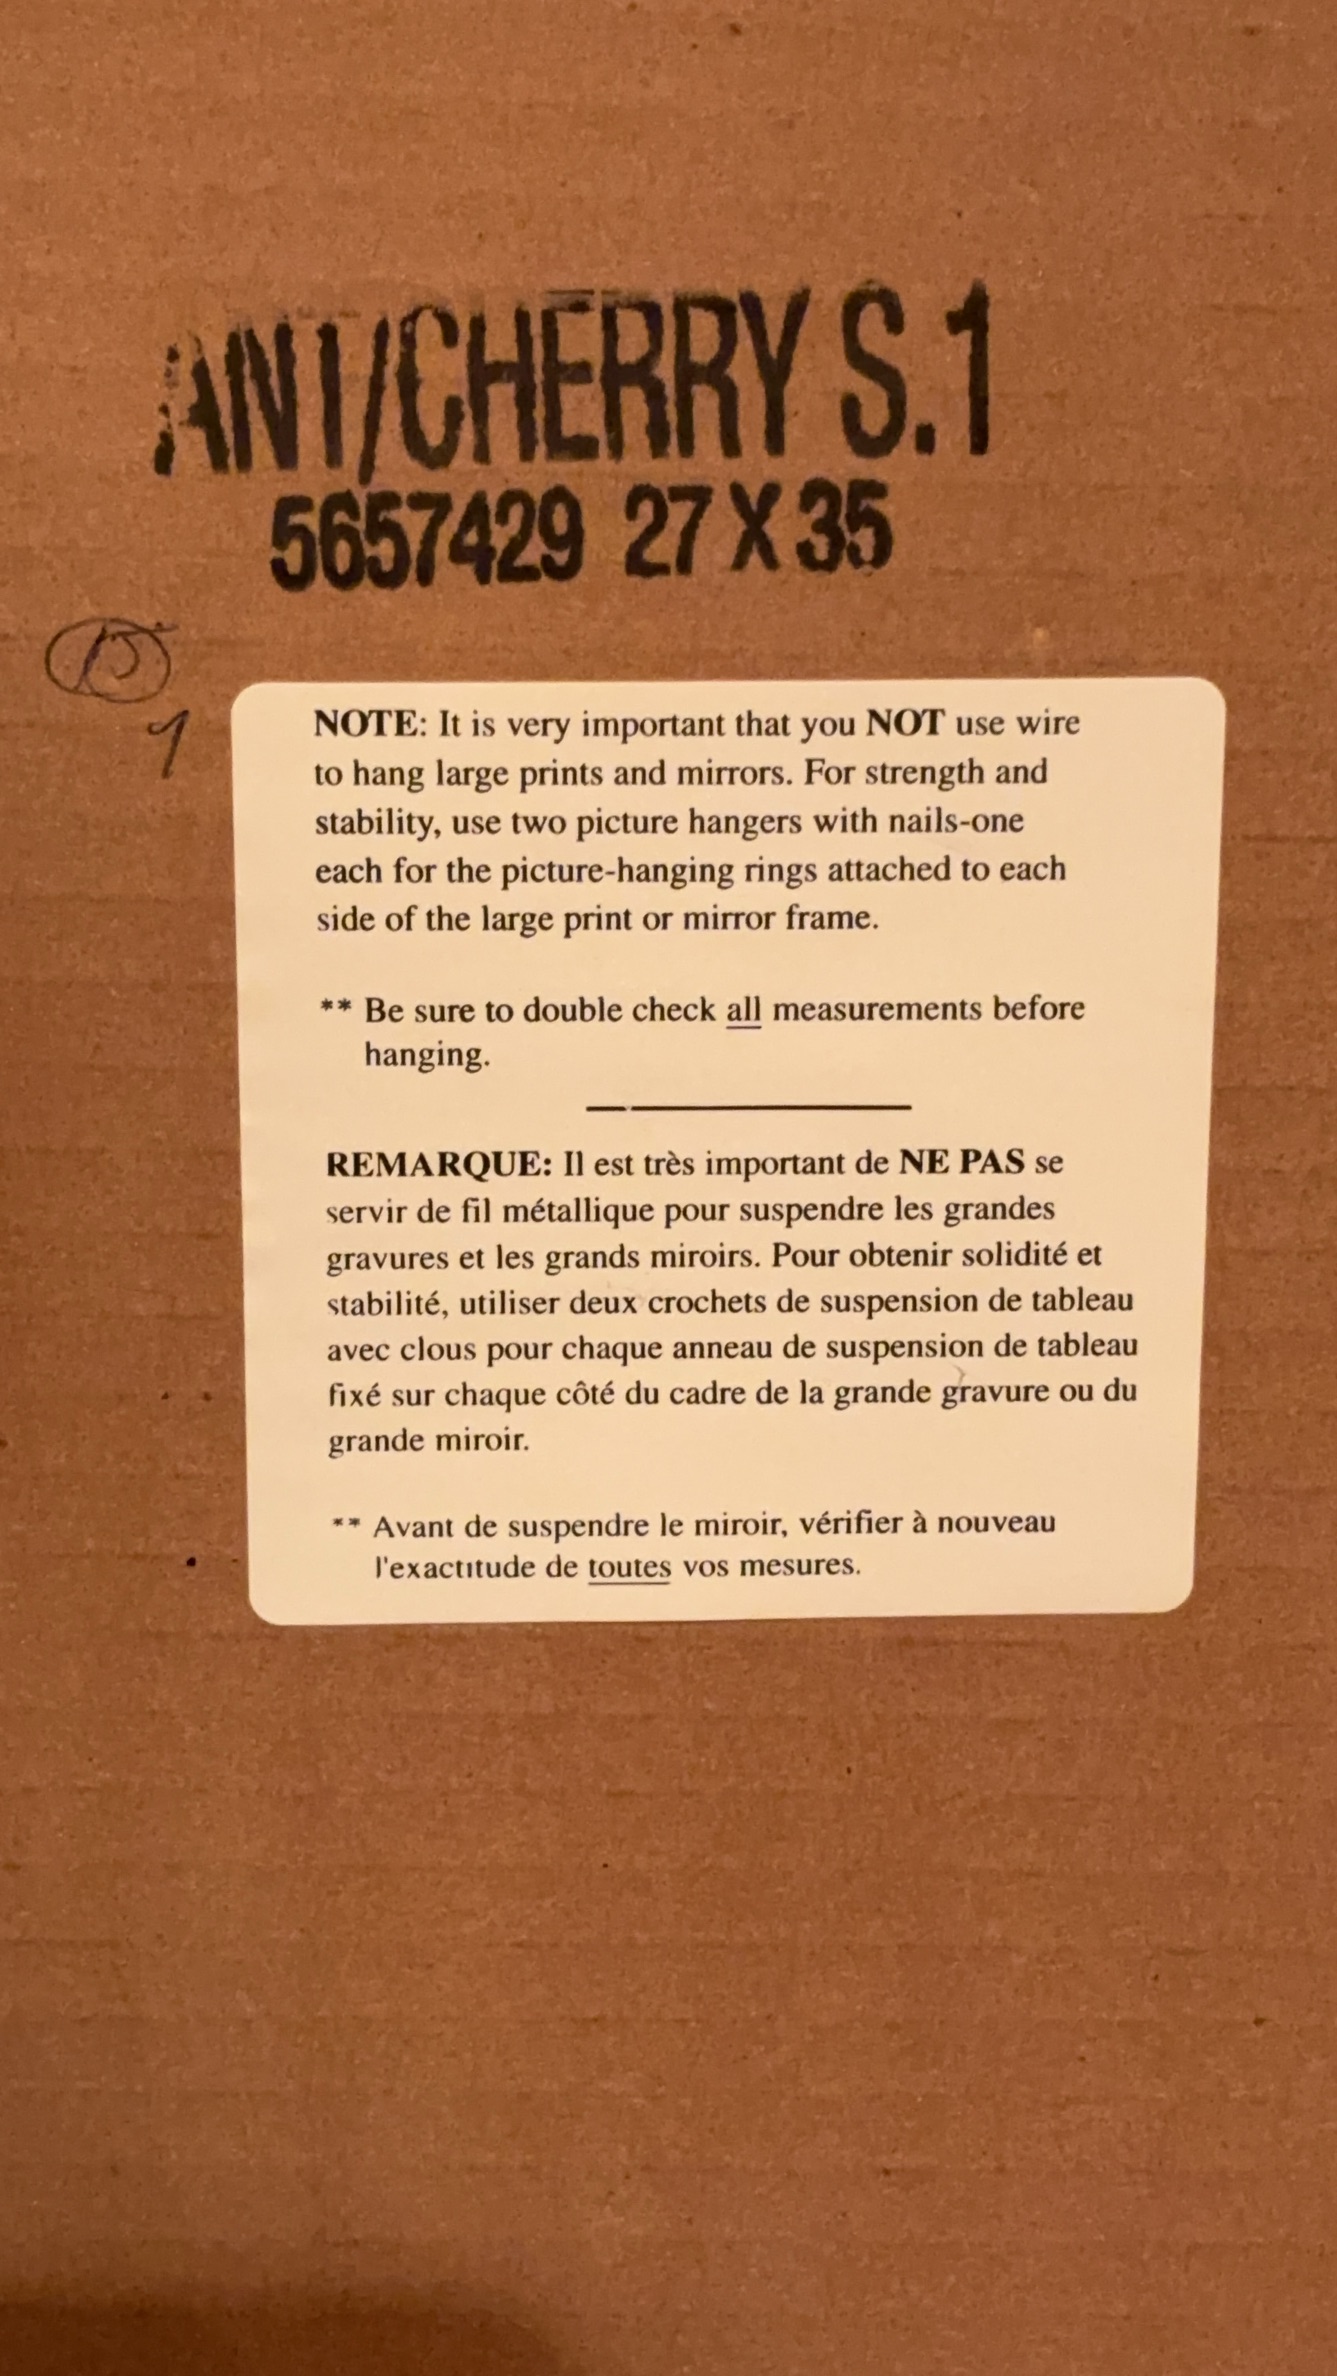 ANT/CHERRY S.1
5657429 27 X 35
15
1
NOTE: It is very important that you NOT use wire
to hang large prints and mirrors. For strength and
stability, use two picture hangers with nails-one
each for the picture-hanging rings attached to each
side of the large print or mirror frame.
** Be sure to double check all measurements before
hanging.
REMARQUE: Il est très important de NE PAS se
servir de fil métallique pour suspendre les grandes
gravures et les grands miroirs. Pour obtenir solidité et
stabilité, utiliser deux crochets de suspension de tableau
avec clous pour chaque anneau de suspension de tableau
fixé sur chaque côté du cadre de la grande gravure ou du
grande miroir.
** Avant de suspendre le miroir, vérifier à nouveau
l'exactitude de toutes vos mesures.